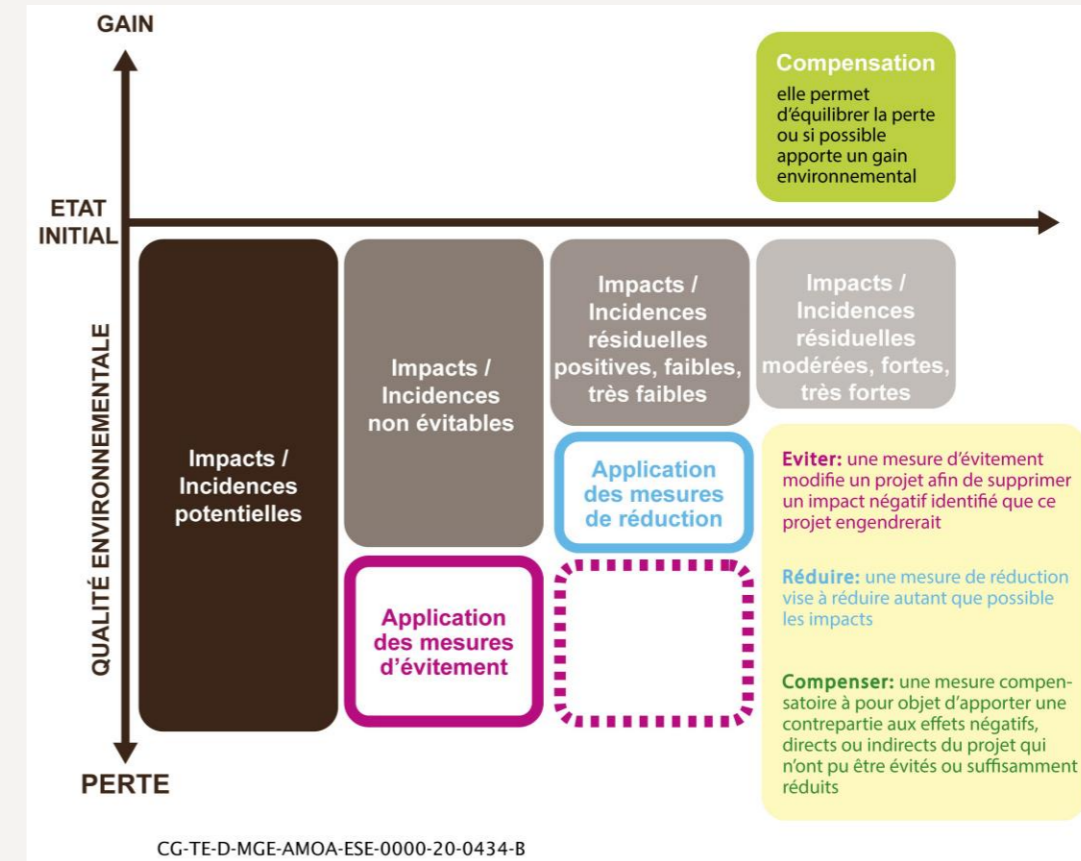 GAIN
Compensation
elle permet
d'équilibrer la perte
ou si possible
apporte un gain
environnemental
ETAT
INITIAL
QUALITÉ ENVIRONNEMENTALE
Impacts /
Incidences
potentielles
Impacts /
Incidences
non évitables
Impacts /
Incidences
résiduelles
positives, faibles,
très faibles
Impacts /
Incidences
résiduelles
modérées, fortes,
très fortes
Application
des mesures
d'évitement
Application
des mesures
de réduction
Eviter: une mesure d'évitement
modifie un projet afin de supprimer
un impact négatif identifié que ce
projet engendrerait
Réduire: une mesure de réduction
vise à réduire autant que possible
les impacts
Compenser: une mesure compen-
satoire à pour objet d'apporter une
contrepartie aux effets négatifs,
directs ou indirects du projet qui
n'ont pu être évités ou suffisamment
réduits
PERTE
CG-TE-D-MGE-AMOA-ESE-0000-20-0434-B